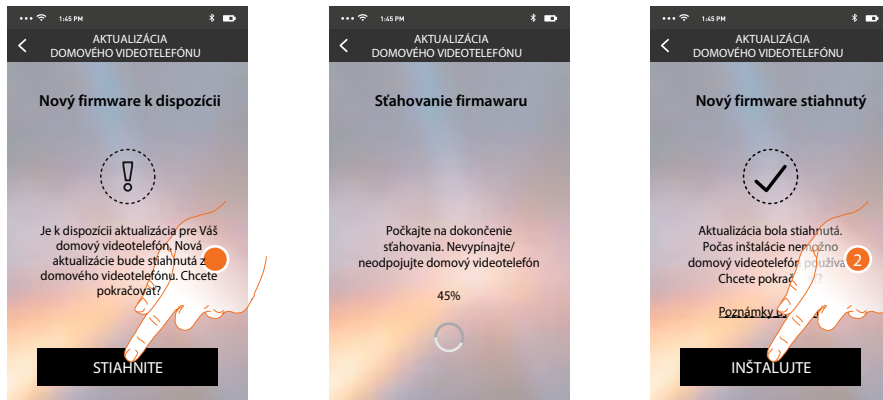 1:45 PM
AKTUALIZÁCIA
DOMOVÉHO VIDEOTELEFÓNU
Nový firmware k dispozícii
Je k dispozícii aktualizácia pre Váš
domový videotelefón. Nová
aktualizácie bude stiahnutá z
domového videotelefónu. Chcete
pokračovať?
STIAHNITE
1:45 PM
AKTUALIZÁCIA
DOMOVÉHO VIDEOTELEFÓNU
Sťahovanie firmawaru
Počkajte na dokončenie
sťahovania. Nevypínajte/
neodpojujte domový videotelefón
45%
1:45 PM
AKTUALIZÁCIA
DOMOVÉHO VIDEOTELEFÓNU
Nový firmware stiahnutý
Aktualizácia bola stiahnutá.
Počas inštalácie nemožno
domový videotelefón používa
2
Chcete
Poznámky
INŠTALUJTE